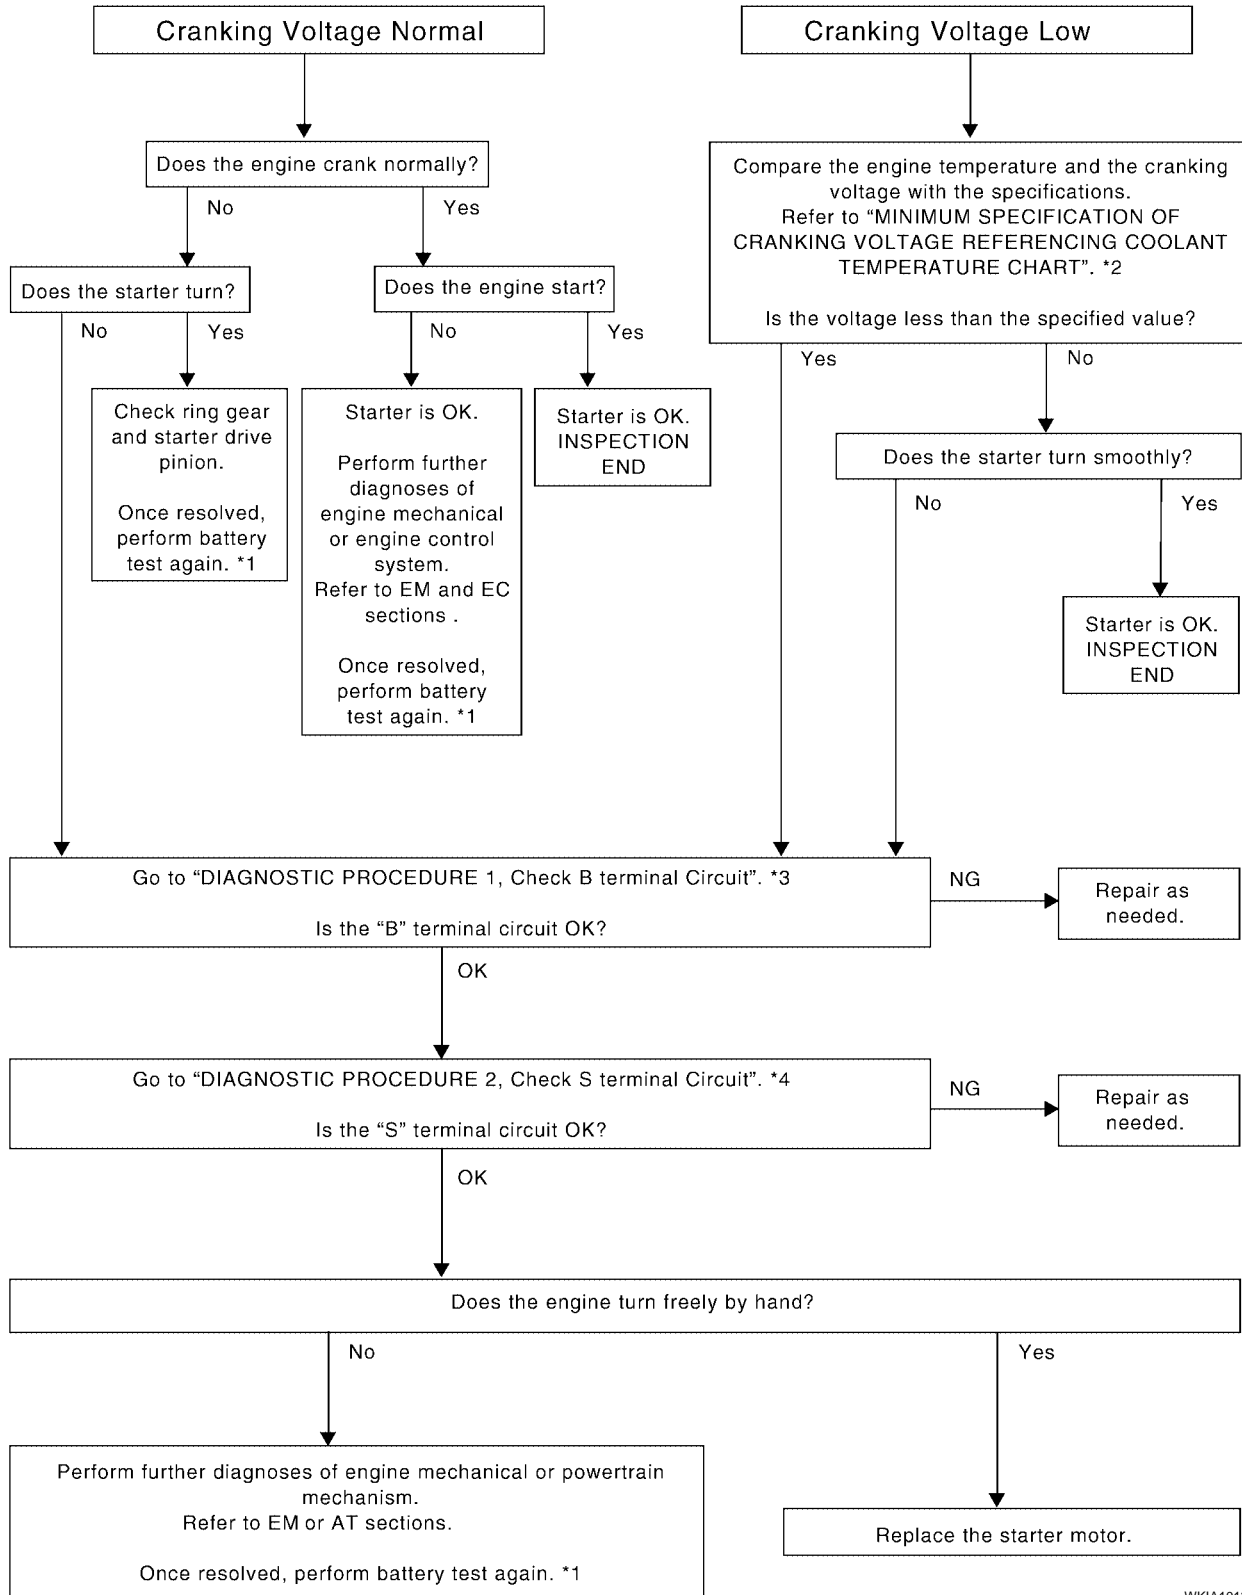 Cranking Voltage Normal
Cranking Voltage Low
Does the engine crank normally?
No
Yes
Does the starter turn?
No
Yes
Check ring gear
and starter drive
pinion.
Once resolved,
perform battery
test again. *1
Does the engine start?
No
Yes
Starter is OK.
Perform further
diagnoses of
engine mechanical
or engine control
system.
Refer to EM and EC
sections .
Once resolved,
perform battery
test again. *1
Starter is OK.
INSPECTION
END
Compare the engine temperature and the cranking
voltage with the specifications.
Refer to “MINIMUM SPECIFICATION OF
CRANKING VOLTAGE REFERENCING COOLANT
TEMPERATURE CHART”. *2
Is the voltage less than the specified value?
Yes
No
Does the starter turn smoothly?
No
Yes
Starter is OK.
INSPECTION
END
Go to “DIAGNOSTIC PROCEDURE 1, Check B terminal Circuit”. *3
Is the “B” terminal circuit OK?
NG
Repair as
needed.
OK
Go to “DIAGNOSTIC PROCEDURE 2, Check S terminal Circuit”. *4
Is the “S” terminal circuit OK?
NG
Repair as
needed.
OK
Does the engine turn freely by hand?
No
Yes
Perform further diagnoses of engine mechanical or powertrain
mechanism.
Refer to EM or AT sections.
Once resolved, perform battery test again. *1
Replace the starter motor.